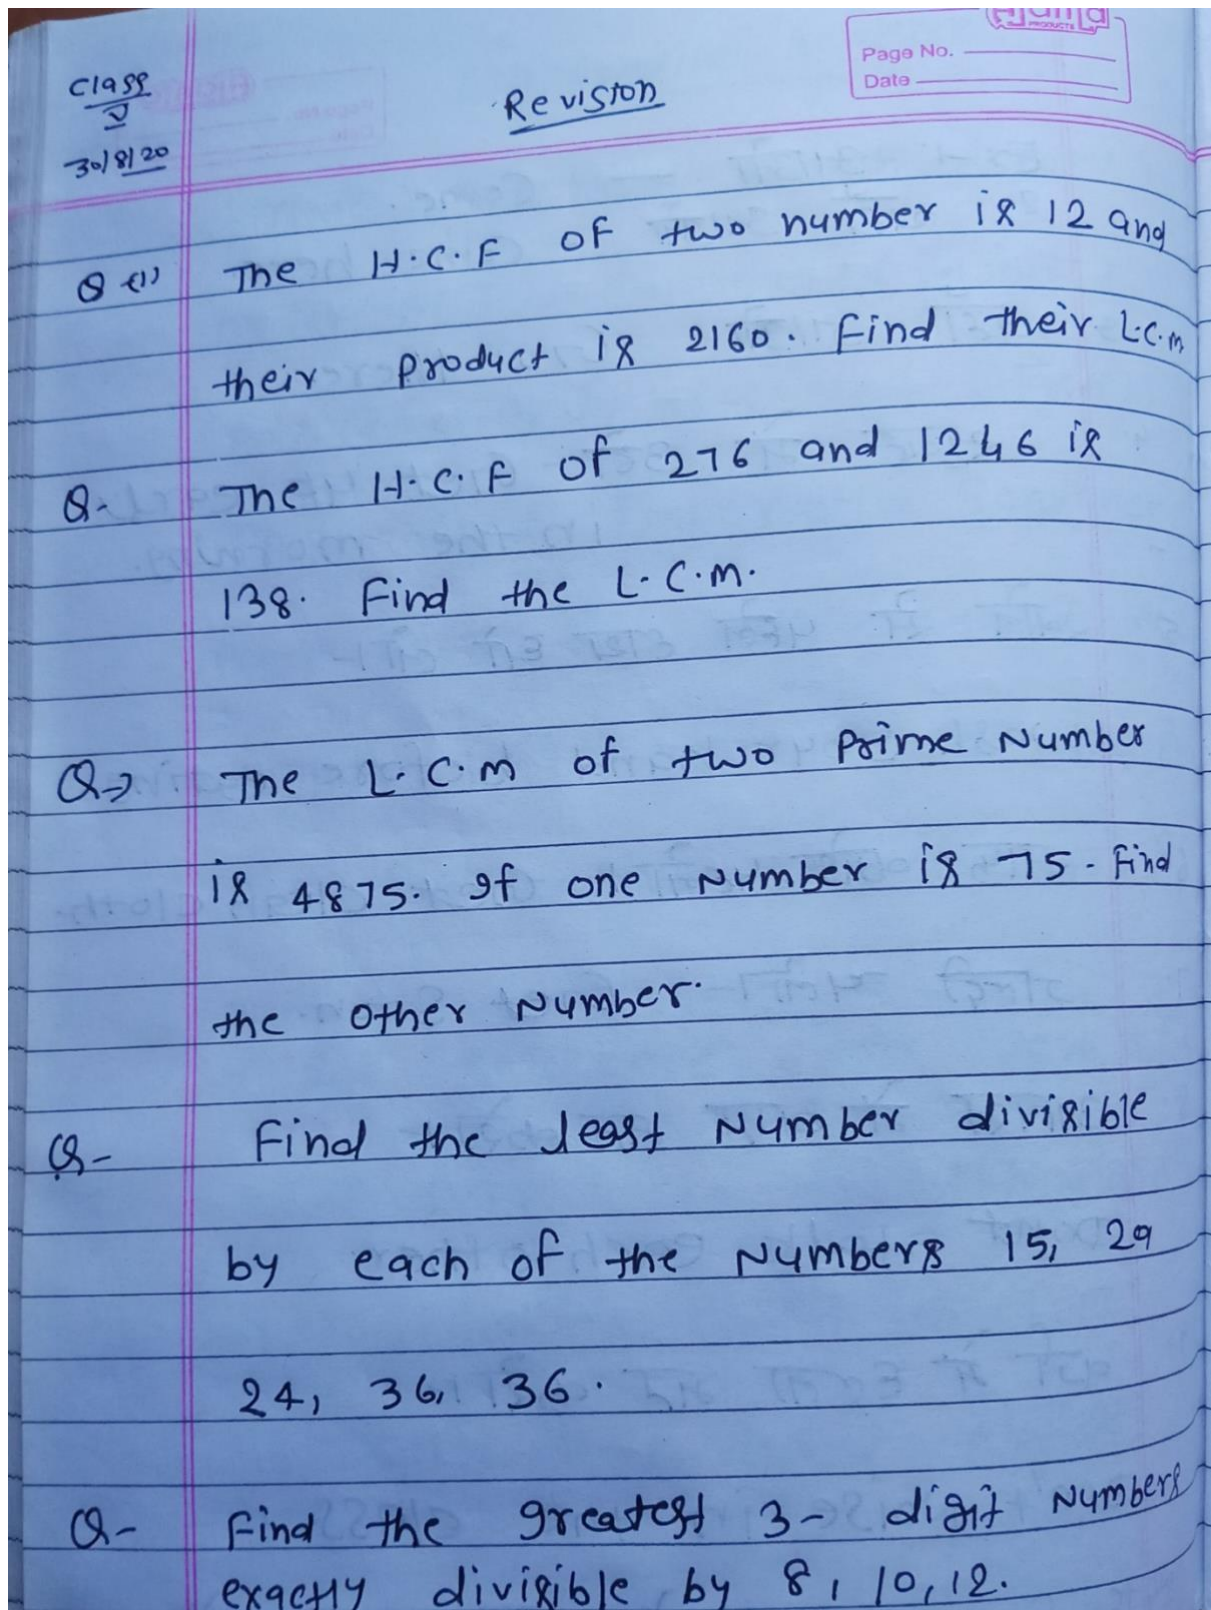 Class
V
30/8/20
Revision
PRODUCTS
Page No.
Date
Q (1) The H.C.F of two number is 12 and
their product is 2160. Find their L.C.m
Q. The H.C.F of 276 and 1246 is
138. Find the L.C.M.
Q→ The L.C.M of two Prime Number
is 4875. If one Number is 75. Find
the Other Number.
Q- Find the least Number divisible
by each of the Numbers 15, 29
24, 36, 36.
Q- Find the greatest 3- digit Numbers
exactly divisible by 8, 10, 12.